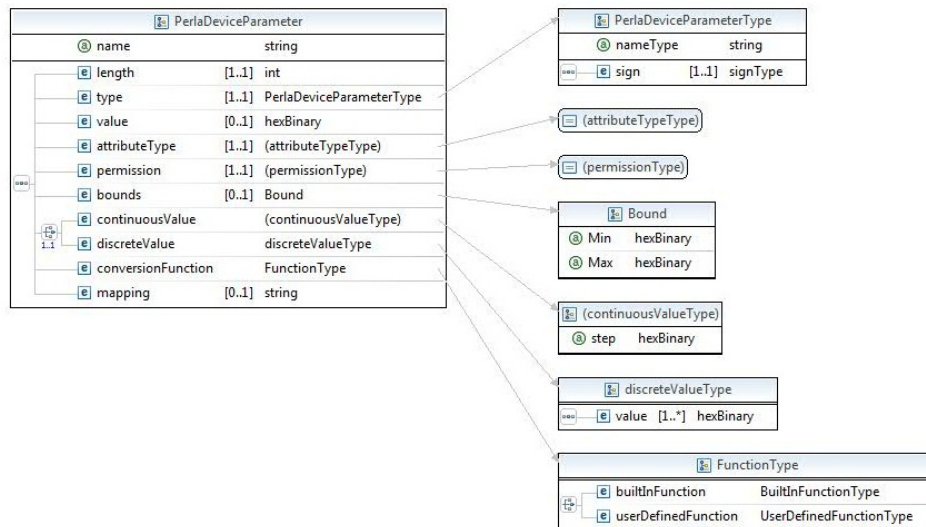 PerlaDeviceParameter
name string
length [1..1] int
type [1..1] PerlaDeviceParameterType
value [0..1] hexBinary
attributeType [1..1] (attributeTypeType)
permission [1..1] (permissionType)
bounds [0..1] Bound
continuousValue (continuousValueType)
1..1
discreteValue discreteValueType
conversionFunction FunctionType
mapping [0..1] string
PerlaDeviceParameterType
nameType string
sign [1..1] signType
(attributeTypeType)
(permissionType)
Bound
Min hexBinary
Max hexBinary
(continuousValueType)
step hexBinary
discreteValueType
value [1..*] hexBinary
FunctionType
builtInFunction BuiltInFunctionType
userDefinedFunction UserDefinedFunctionType